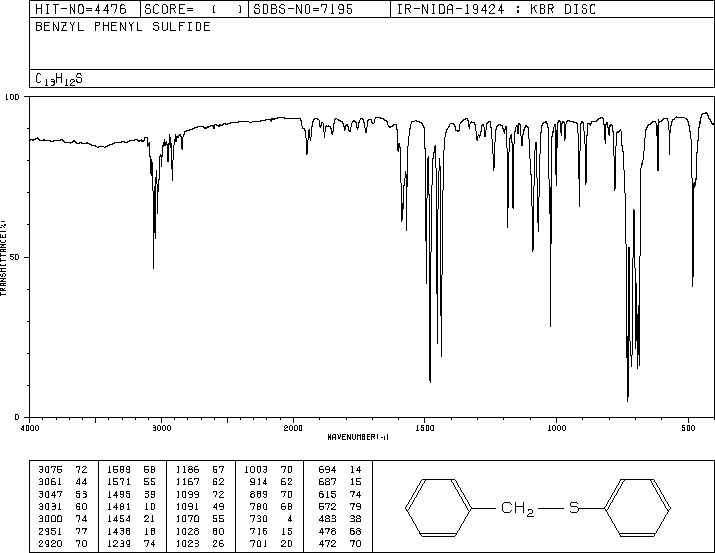 HIT-NO=4476 SCORE= ( ) SDBS-NO=7195 IR-NIDA-19424 : KBR DISC
BENZYL PHENYL SULFIDE
C13H12S
100
50
0
TRANSMITTANCE(%)
4000 3000 2000 1500 1000 500
WAVENUMBER(-1)
3075 72 1589 58 1186 57 1003 70 694 14
3061 44 1571 55 1167 62 914 62 687 15
3047 53 1495 39 1099 72 889 70 615 74
3031 60 1481 10 1091 49 780 68 572 79
3000 74 1454 21 1070 55 730 4 483 38
2951 77 1438 18 1028 80 716 15 478 68
2920 70 1239 74 1023 26 701 20 472 70
CH2 S